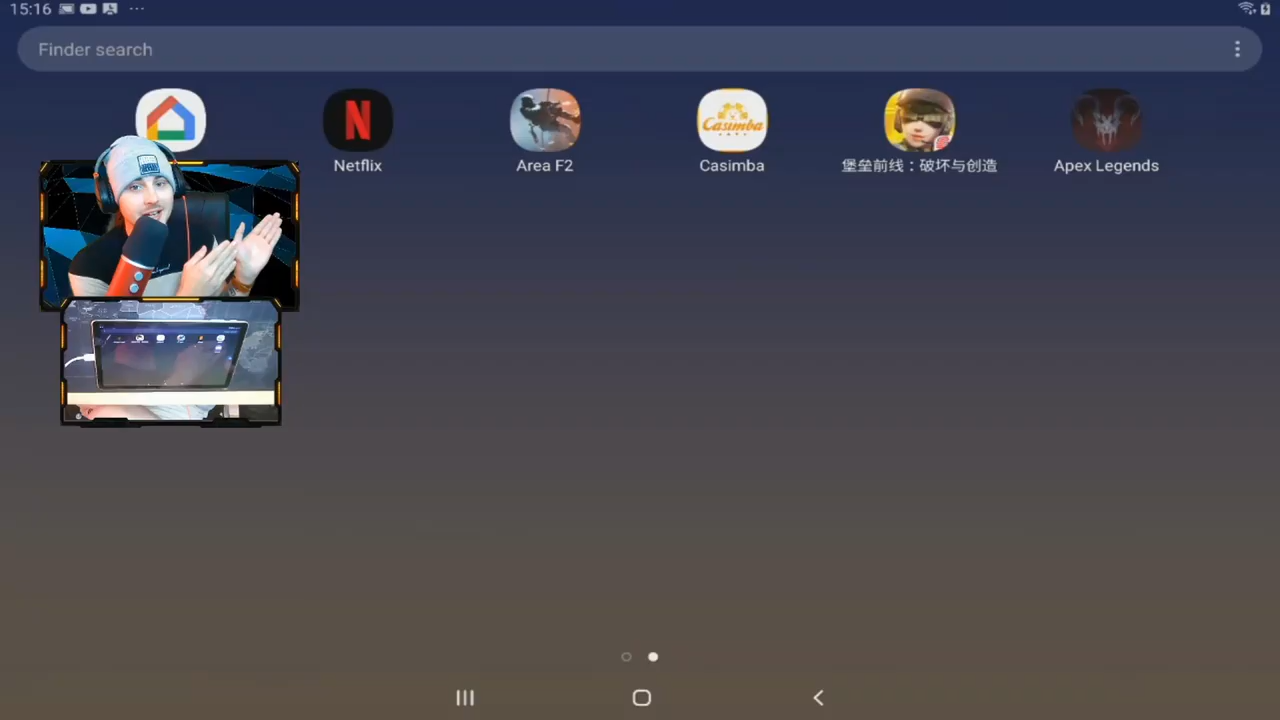 15:16
Finder search
Netflix
Area F2
Casimba
Casimba
堡垒前线：破坏与创造
Apex Legends